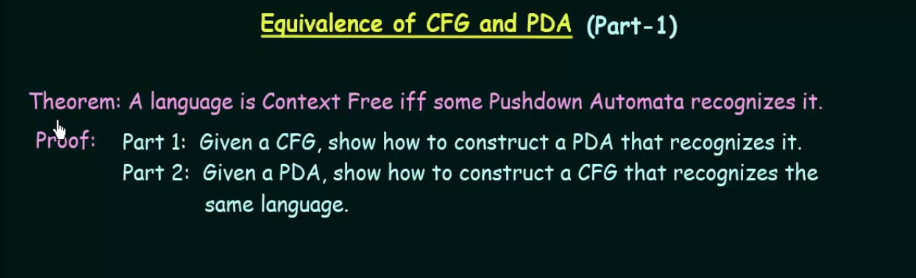 Equivalence of CFG and PDA (Part-1)
Theorem: A language is Context Free iff some Pushdown Automata recognizes it.
Proof: Part 1: Given a CFG, show how to construct a PDA that recognizes it.
Part 2: Given a PDA, show how to construct a CFG that recognizes the
same language.